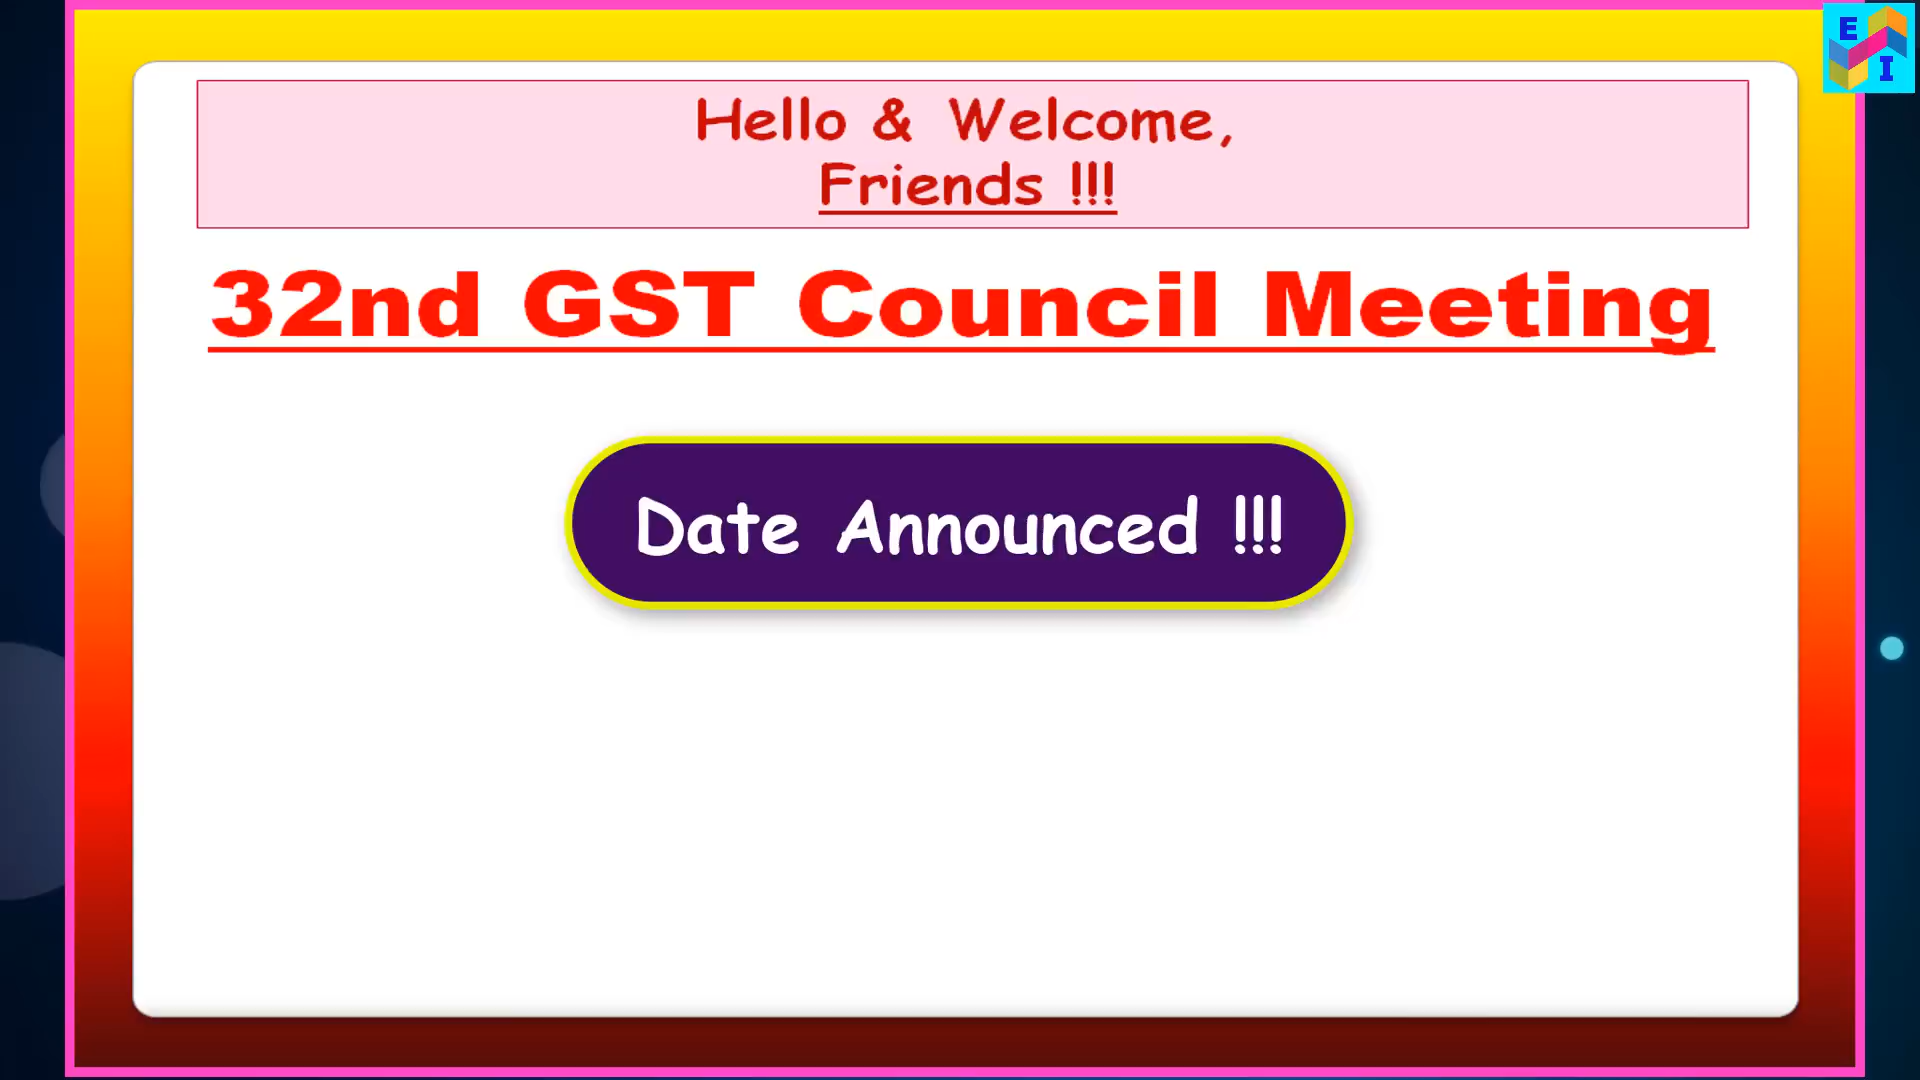 E
I
Hello & Welcome,
Friends !!!
32nd GST Council Meeting
Date Announced !!!